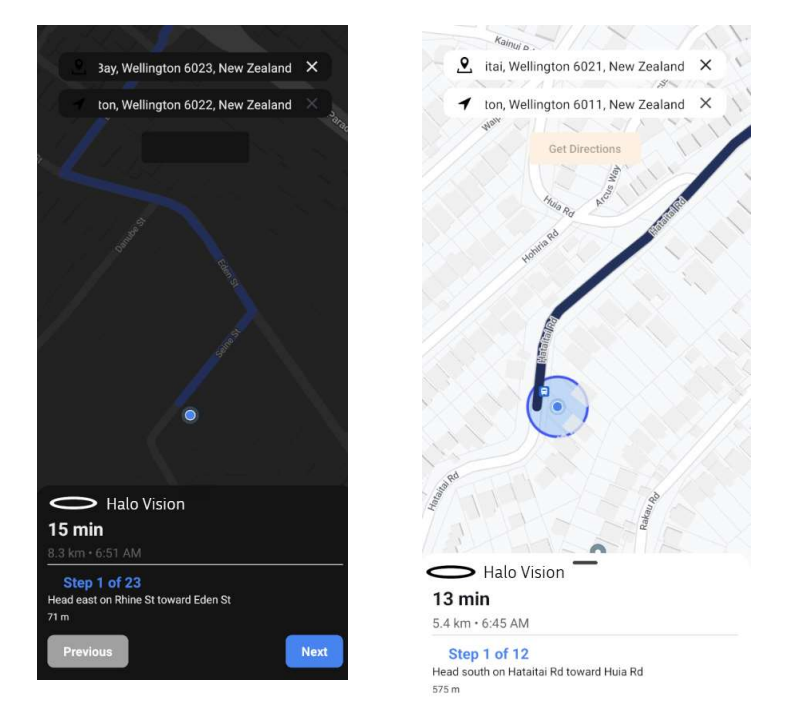 Bay, Wellington 6023, New Zealand
ton, Wellington 6022, New Zealand
Danube St
Eden St
Seine St
Halo Vision
15 min
8.3 km • 6:51 AM
Step 1 of 23
Head east on Rhine St toward Eden St
71 m
Previous
Next
Kainui
itai, Wellington 6021, New Zealand
ton, Wellington 6011, New Zealand
Get Directions
Arcus Way
Huia Rd
Hataitai Rd
Hohiria Rd
Hataitai Rd
Hataitai Rd
Rakau Rd
Halo Vision
13 min
5.4 km • 6:45 AM
Step 1 of 12
Head south on Hataitai Rd toward Huia Rd
575 m